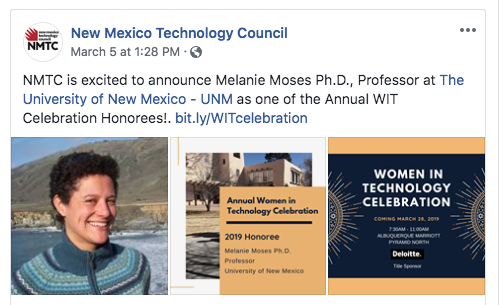 new mexico
technology
council
NMTC
New Mexico Technology Council
March 5 at 1:28 PM ·
NMTC is excited to announce Melanie Moses Ph.D., Professor at The
University of New Mexico - UNM as one of the Annual WIT
Celebration Honorees!. bit.ly/WITcelebration
Annual Women in
Technology Celebration
2019 Honoree
Melanie Moses Ph.D.
Professor
University of New Mexico
WOMEN IN
TECHNOLOGY
CELEBRATION
COMING MARCH 28, 2019
7:30AM - 11:00AM
ALBUQUERQUE MARRIOTT
PYRAMID NORTH
Deloitte.
Title Sponsor